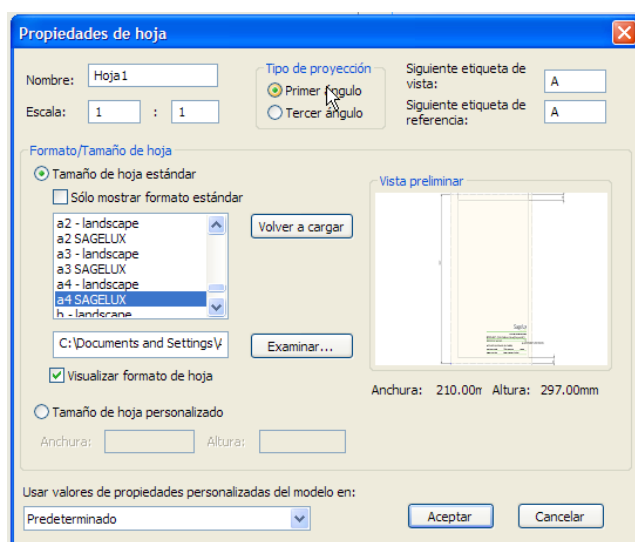 Propiedades de hoja
Nombre: Hoja1
Escala: 1 : 1
Tipo de proyección
Primer ángulo
Tercer ángulo
Siguiente etiqueta de
vista: A
Siguiente etiqueta de
referencia: A
Formato/Tamaño de hoja
Tamaño de hoja estándar
Sólo mostrar formato estándar
a2 - landscape
a2 SAGELUX
a3 - landscape
a3 SAGELUX
a4 - landscape
a4 SAGELUX
b - landscape
Volver a cargar
C:\Documents and Settings\
Examinar...
Visualizar formato de hoja
Tamaño de hoja personalizado
Anchura: Altura:
Vista preliminar
Anchura: 210.00m Altura: 297.00mm
Usar valores de propiedades personalizadas del modelo en:
Predeterminado
Aceptar
Cancelar